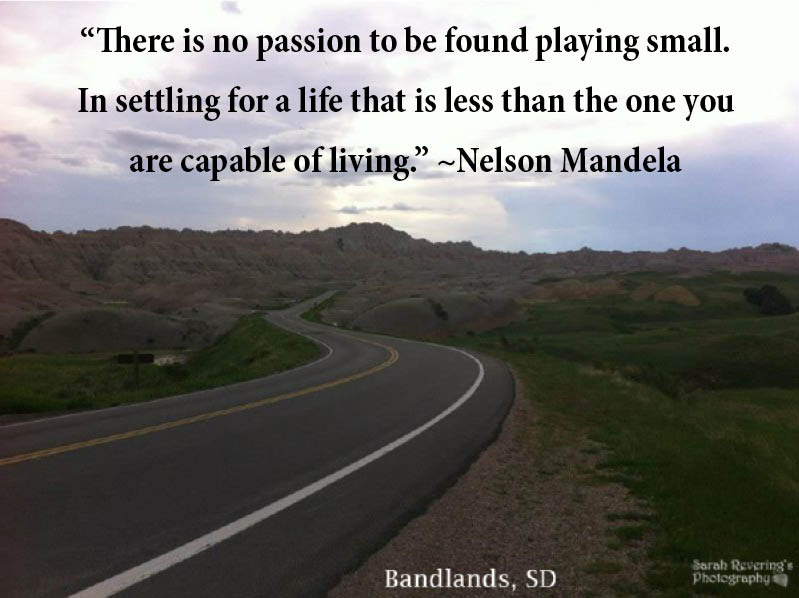 “There is no passion to be found playing small.
In settling for a life that is less than the one you
are capable of living.” ~Nelson Mandela
Bandlands, SD
Sarah Revering's
Photography